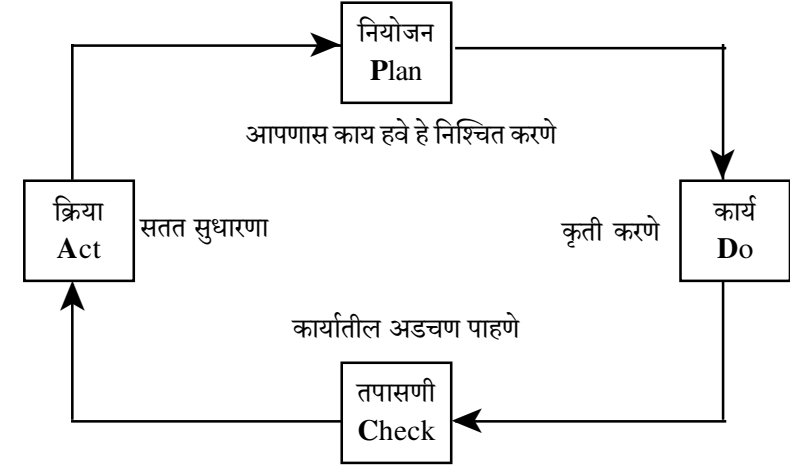 नियोजन
Plan
आपणास काय हवे हे निश्चित करणे
क्रिया
Act
सतत सुधारणा
कृती करणे
कार्य
Do
कार्यातील अडचण पाहणे
तपासणी
Check